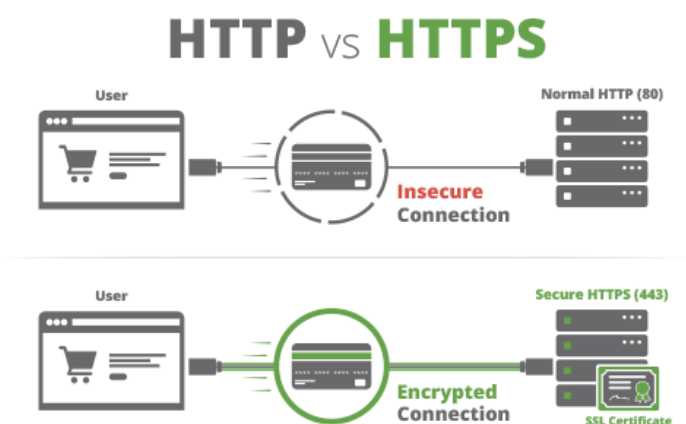 HTTP vs HTTPS
User
Normal HTTP (80)
Insecure
Connection
User
Secure HTTPS (443)
Encrypted
Connection
SSL Certificate